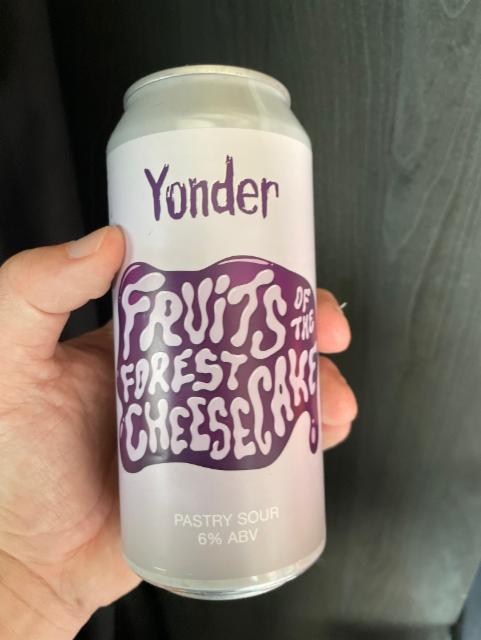 Yonder
FRUiTS OF THE
FOREST
CHEESECAKE
PASTRY SOUR
6% ABV